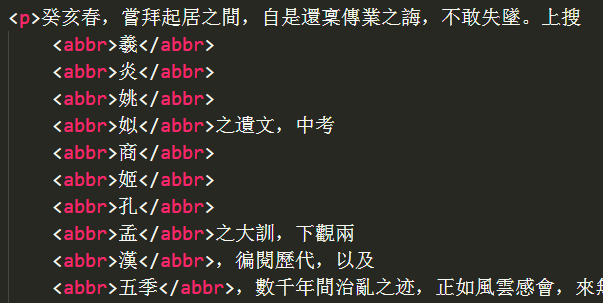 <p>癸亥春，嘗拜起居之間，自是還稟傳業之誨，不敢失墜。上搜
<abbr>羲</abbr>
<abbr>炎</abbr>
<abbr>姚</abbr>
<abbr>姒</abbr>之遺文，中考
<abbr>商</abbr>
<abbr>姬</abbr>
<abbr>孔</abbr>
<abbr>孟</abbr>之大訓，下觀兩
<abbr>漢</abbr>，徧閱歷代，以及
<abbr>五季</abbr>，數千年間治亂之迹，正如風雲感會，來